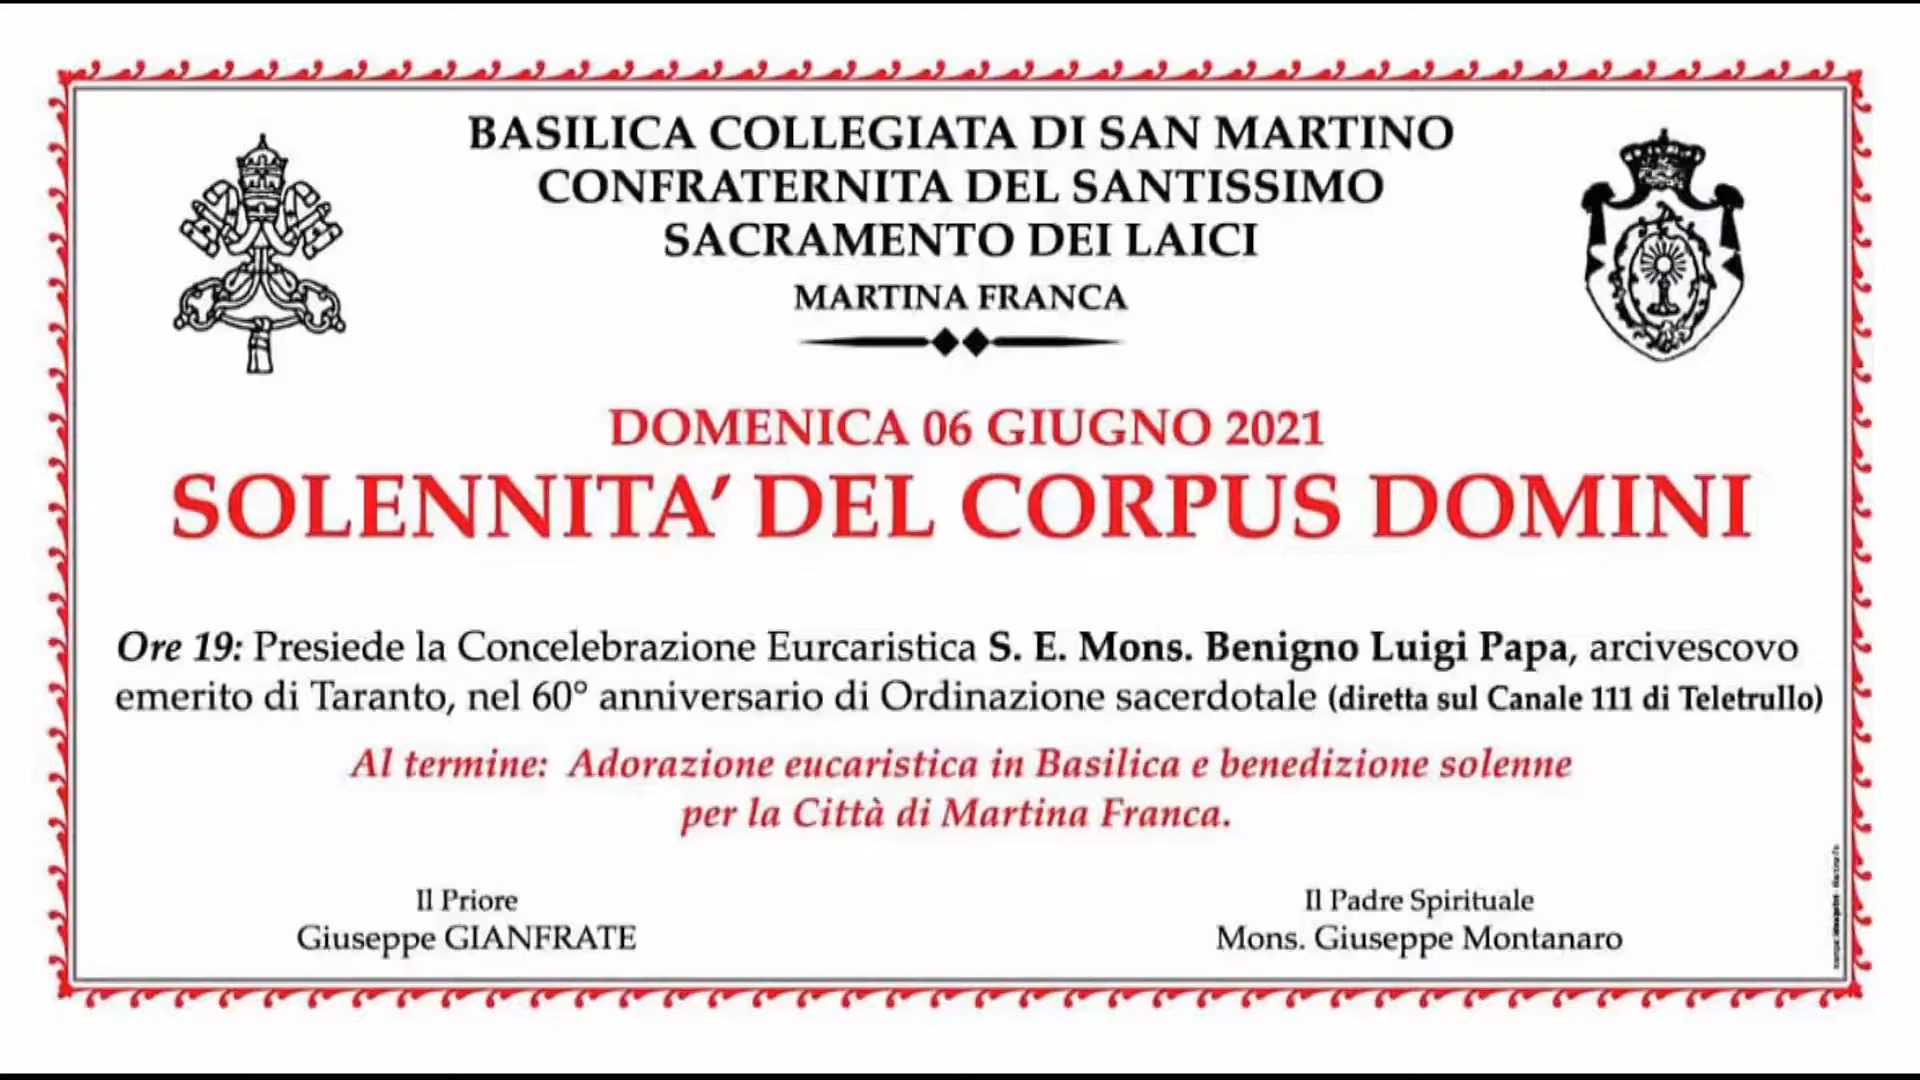 BASILICA COLLEGIATA DI SAN MARTINO
CONFRATERNITA DEL SANTISSIMO
SACRAMENTO DEI LAICI
MARTINA FRANCA
DOMENICA 06 GIUGNO 2021
SOLENNITA' DEL CORPUS DOMINI
Ore 19: Presiede la Concelebrazione Eurcaristica S. E. Mons. Benigno Luigi Papa, arcivescovo
emerito di Taranto, nel 60° anniversario di Ordinazione sacerdotale (diretta sul Canale 111 di Teletrullo)
Al termine: Adorazione eucaristica in Basilica e benedizione solenne
per la Città di Martina Franca.
Il Priore
Giuseppe GIANFRATE
Il Padre Spirituale
Mons. Giuseppe Montanaro